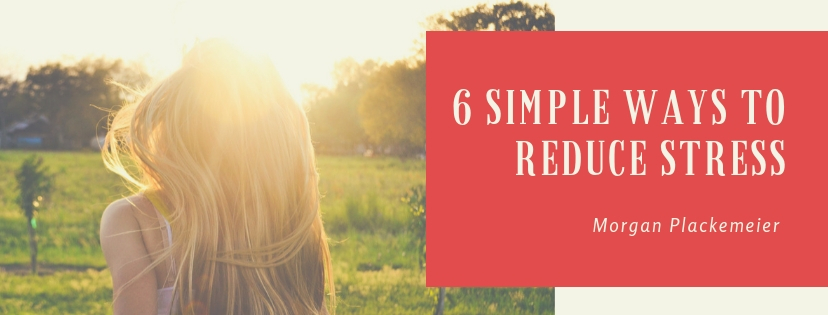 6 SIMPLE WAYS TO
REDUCE STRESS
Morgan Plackemeier